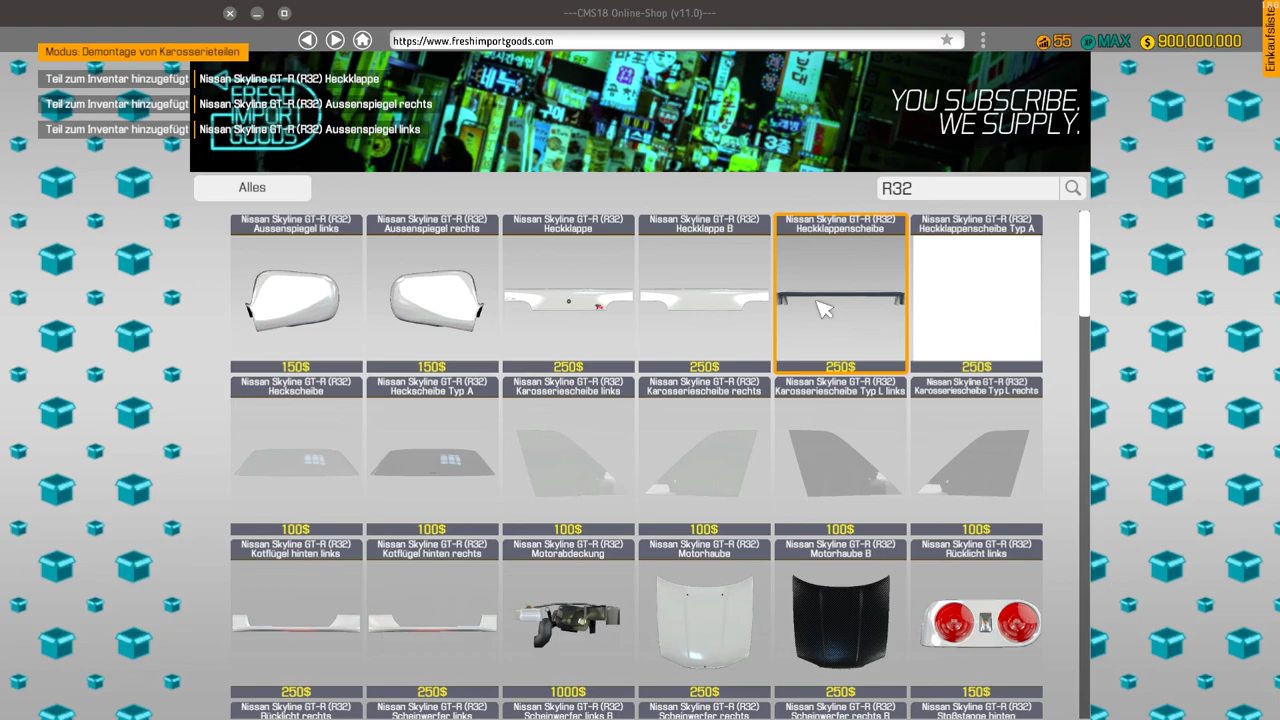 ---CMS18 Online-Shop (v11.0)---
https://www.freshimportgoods.com
55
XP MAX
$ 900,000,000
Einkaufsliste
Modus: Demontage von Karosserieteilen
Teil zum Inventar hinzugefügt Nissan Skyline GT-R (R32) Heckklappe
Teil zum Inventar hinzugefügt Nissan Skyline GT-R (R32) Aussenspiegel rechts
Teil zum Inventar hinzugefügt Nissan Skyline GT-R (R32) Aussenspiegel links
FRESH
IMPORT
GOODS
YOU SUBSCRIBE.
WE SUPPLY.
Alles
R32
Nissan Skyline GT-R (R32)
Aussenspiegel links
150$
Nissan Skyline GT-R (R32)
Aussenspiegel rechts
150$
Nissan Skyline GT-R (R32)
Heckklappe
250$
Nissan Skyline GT-R (R32)
Heckklappe B
250$
Nissan Skyline GT-R (R32)
Heckklappenscheibe
250$
Nissan Skyline GT-R (R32)
Heckklappenscheibe Typ A
250$
Nissan Skyline GT-R (R32)
Heckscheibe
100$
Nissan Skyline GT-R (R32)
Heckscheibe Typ A
100$
Nissan Skyline GT-R (R32)
Karosseriescheibe links
100$
Nissan Skyline GT-R (R32)
Karosseriescheibe rechts
100$
Nissan Skyline GT-R (R32)
Karosseriescheibe Typ L links
100$
Nissan Skyline GT-R (R32)
Karosseriescheibe Typ L rechts
100$
Nissan Skyline GT-R (R32)
Kotflügel hinten links
250$
Nissan Skyline GT-R (R32)
Kotflügel hinten rechts
250$
Nissan Skyline GT-R (R32)
Motorabdeckung
1000$
Nissan Skyline GT-R (R32)
Motorhaube
250$
Nissan Skyline GT-R (R32)
Motorhaube B
250$
Nissan Skyline GT-R (R32)
Rücklicht links
150$
Nissan Skyline GT-R (R32)
Rücklicht rechts
Nissan Skyline GT-R (R32)
Scheinwerfer links
Nissan Skyline GT-R (R32)
Scheinwerfer links B
Nissan Skyline GT-R (R32)
Scheinwerfer rechts
Nissan Skyline GT-R (R32)
Scheinwerfer rechts B
Nissan Skyline GT-R (R32)
Stoßstange hinten